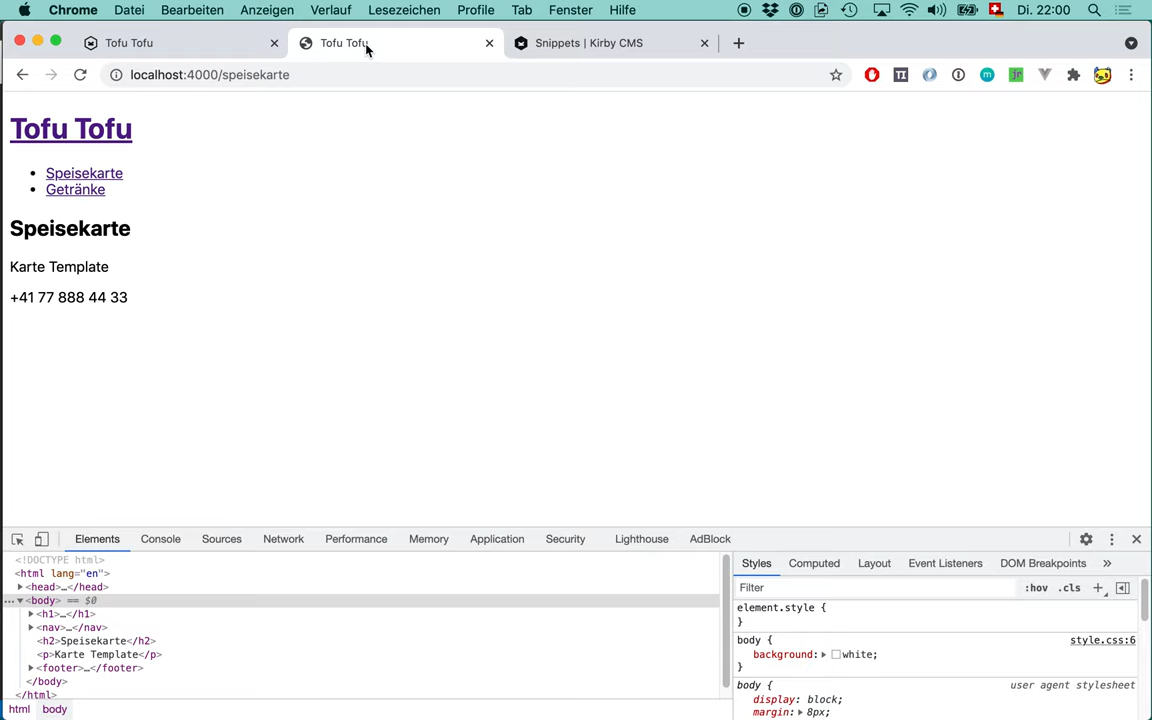 Chrome Datei Bearbeiten Anzeigen Verlauf Lesezeichen Profile Tab Fenster Hilfe Di. 22:00
Tofu Tofu Tofu Tofu Snippets | Kirby CMS
localhost:4000/speisekarte TI m jr
Tofu Tofu
Speisekarte
Getränke
Speisekarte
Karte Template
+41 77 888 44 33
Elements Console Sources Network Performance Memory Application Security Lighthouse AdBlock
<!DOCTYPE html>
<html lang="en">
<head>…</head>
<body> == $0
<h1>…</h1>
<nav>…</nav>
<h2>Speisekarte</h2>
<p>Karte Template</p>
<footer>…</footer>
</body>
</html>
html body
Styles Computed Layout Event Listeners DOM Breakpoints »
Filter :hov .cls +
element.style {
}
body { style.css:6
background: white;
}
body { user agent stylesheet
display: block;
margin: 8px;